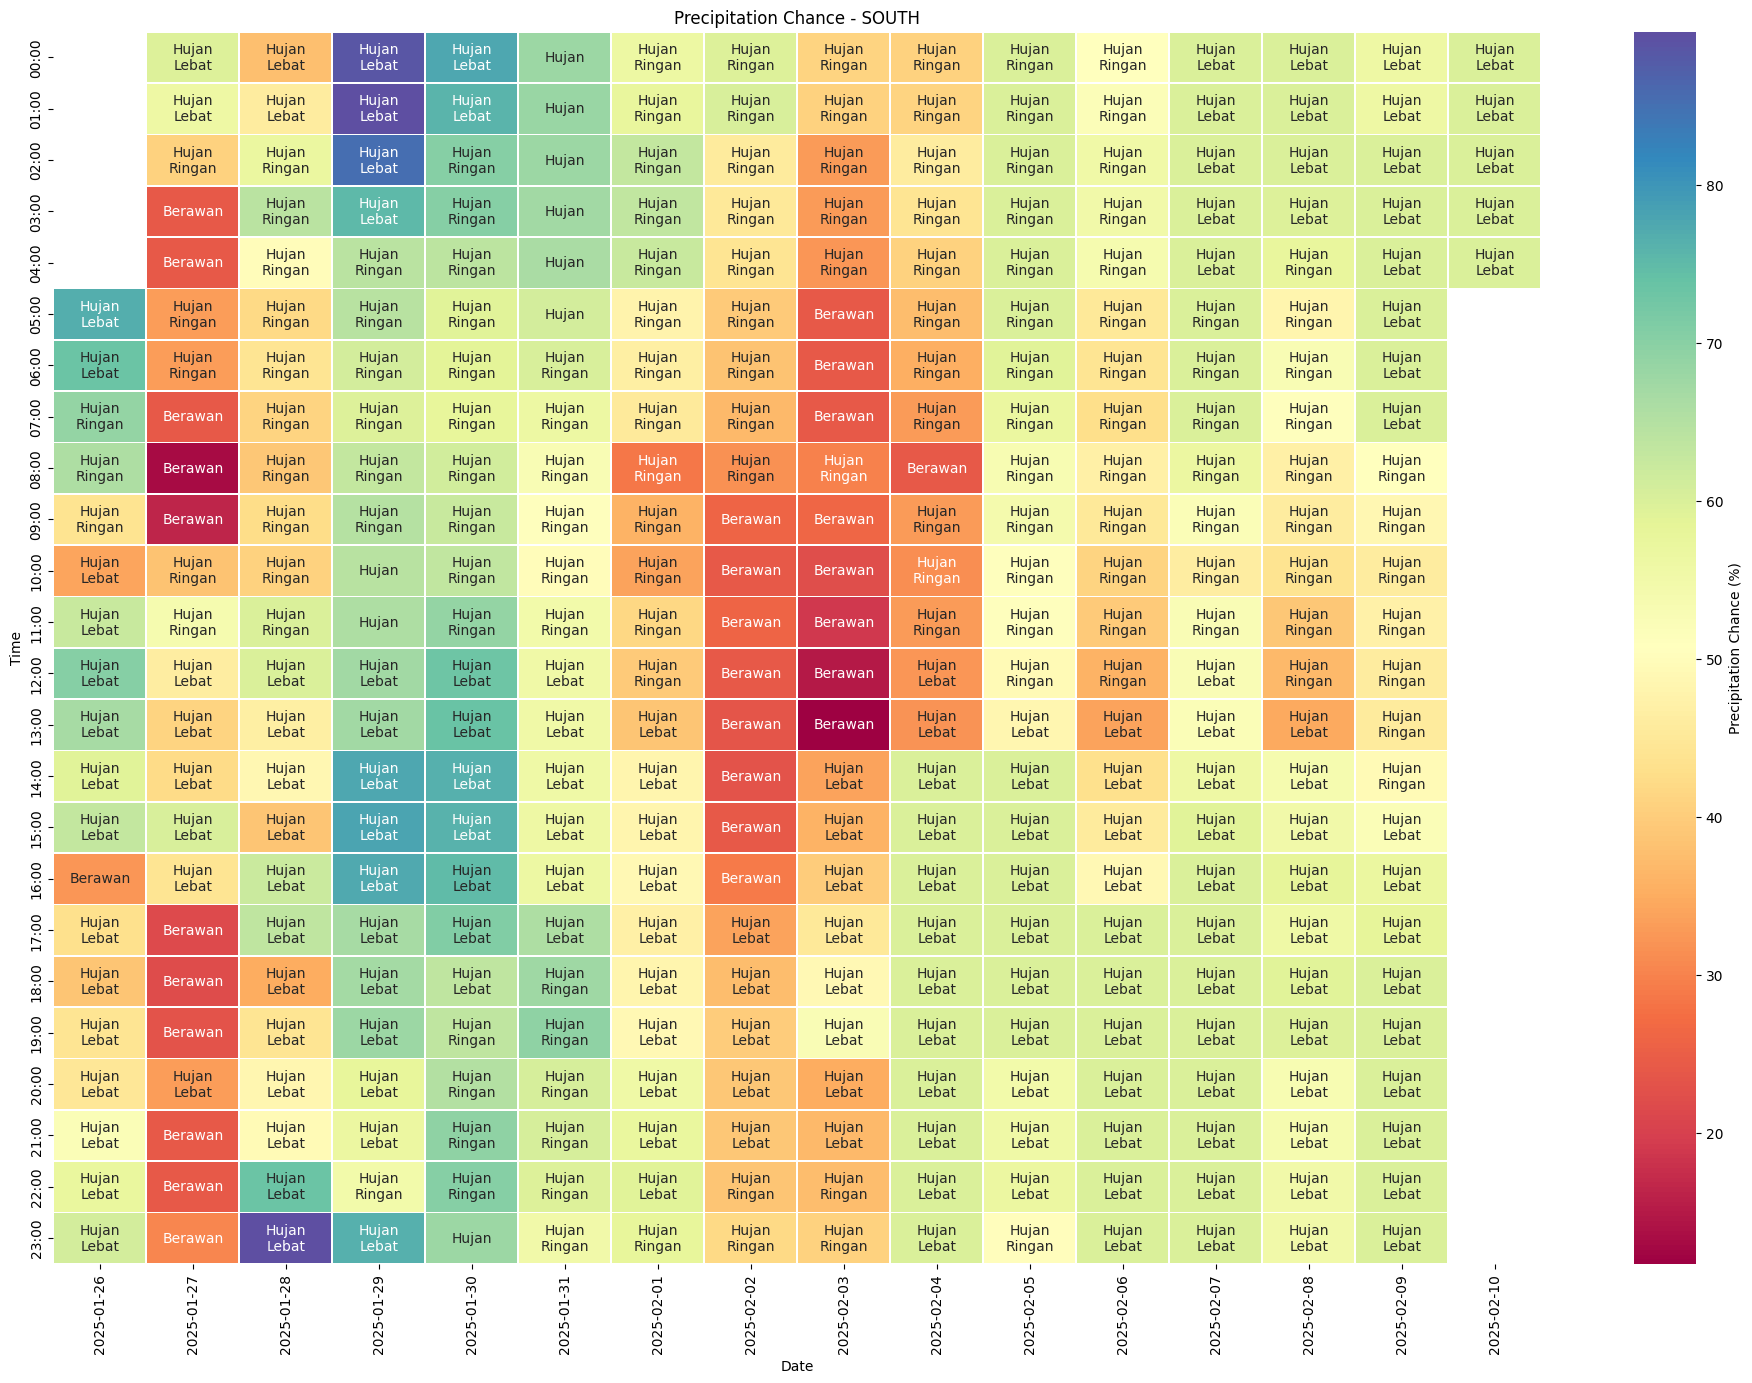 Precipitation Chance - SOUTH
00:00 Hujan Lebat Hujan Lebat Hujan Lebat Hujan Lebat Hujan Hujan Ringan Hujan Ringan Hujan Ringan Hujan Ringan Hujan Ringan Hujan Ringan Hujan Lebat Hujan Lebat Hujan Lebat Hujan Lebat
01:00 Hujan Lebat Hujan Lebat Hujan Lebat Hujan Lebat Hujan Hujan Ringan Hujan Ringan Hujan Ringan Hujan Ringan Hujan Ringan Hujan Ringan Hujan Lebat Hujan Lebat Hujan Lebat Hujan Lebat
02:00 Hujan Ringan Hujan Ringan Hujan Lebat Hujan Ringan Hujan Hujan Ringan Hujan Ringan Hujan Ringan Hujan Ringan Hujan Ringan Hujan Ringan Hujan Lebat Hujan Lebat Hujan Lebat Hujan Lebat
03:00 Berawan Hujan Ringan Hujan Lebat Hujan Ringan Hujan Hujan Ringan Hujan Ringan Hujan Ringan Hujan Ringan Hujan Ringan Hujan Ringan Hujan Lebat Hujan Lebat Hujan Lebat Hujan Lebat
04:00 Berawan Hujan Ringan Hujan Ringan Hujan Ringan Hujan Hujan Ringan Hujan Ringan Hujan Ringan Hujan Ringan Hujan Ringan Hujan Ringan Hujan Lebat Hujan Ringan Hujan Lebat Hujan Lebat
05:00 Hujan Lebat Hujan Ringan Hujan Ringan Hujan Ringan Hujan Ringan Hujan Hujan Ringan Hujan Ringan Berawan Hujan Ringan Hujan Ringan Hujan Ringan Hujan Ringan Hujan Ringan Hujan Lebat
06:00 Hujan Lebat Hujan Ringan Hujan Ringan Hujan Ringan Hujan Ringan Hujan Ringan Hujan Ringan Hujan Ringan Berawan Hujan Ringan Hujan Ringan Hujan Ringan Hujan Ringan Hujan Ringan Hujan Lebat
07:00 Hujan Ringan Berawan Hujan Ringan Hujan Ringan Hujan Ringan Hujan Ringan Hujan Ringan Hujan Ringan Berawan Hujan Ringan Hujan Ringan Hujan Ringan Hujan Ringan Hujan Ringan Hujan Lebat
08:00 Hujan Ringan Berawan Hujan Ringan Hujan Ringan Hujan Ringan Hujan Ringan Hujan Ringan Hujan Ringan Hujan Ringan Berawan Hujan Ringan Hujan Ringan Hujan Ringan Hujan Ringan Hujan Ringan
09:00 Hujan Ringan Berawan Hujan Ringan Hujan Ringan Hujan Ringan Hujan Ringan Hujan Ringan Berawan Berawan Hujan Ringan Hujan Ringan Hujan Ringan Hujan Ringan Hujan Ringan Hujan Ringan
10:00 Hujan Lebat Hujan Ringan Hujan Ringan Hujan Hujan Ringan Hujan Ringan Hujan Ringan Berawan Berawan Hujan Ringan Hujan Ringan Hujan Ringan Hujan Ringan Hujan Ringan Hujan Ringan
11:00 Hujan Lebat Hujan Ringan Hujan Ringan Hujan Hujan Ringan Hujan Ringan Hujan Ringan Berawan Berawan Hujan Ringan Hujan Ringan Hujan Ringan Hujan Ringan Hujan Ringan Hujan Ringan
12:00 Hujan Lebat Hujan Lebat Hujan Lebat Hujan Lebat Hujan Lebat Hujan Lebat Hujan Ringan Berawan Berawan Hujan Lebat Hujan Ringan Hujan Ringan Hujan Lebat Hujan Ringan Hujan Ringan
13:00 Hujan Lebat Hujan Lebat Hujan Lebat Hujan Lebat Hujan Lebat Hujan Lebat Hujan Lebat Berawan Berawan Hujan Lebat Hujan Lebat Hujan Lebat Hujan Lebat Hujan Lebat Hujan Ringan
14:00 Hujan Lebat Hujan Lebat Hujan Lebat Hujan Lebat Hujan Lebat Hujan Lebat Hujan Lebat Berawan Hujan Lebat Hujan Lebat Hujan Lebat Hujan Lebat Hujan Lebat Hujan Lebat Hujan Ringan
15:00 Hujan Lebat Hujan Lebat Hujan Lebat Hujan Lebat Hujan Lebat Hujan Lebat Hujan Lebat Berawan Hujan Lebat Hujan Lebat Hujan Lebat Hujan Lebat Hujan Lebat Hujan Lebat Hujan Lebat
16:00 Berawan Hujan Lebat Hujan Lebat Hujan Lebat Hujan Lebat Hujan Lebat Hujan Lebat Berawan Hujan Lebat Hujan Lebat Hujan Lebat Hujan Lebat Hujan Lebat Hujan Lebat Hujan Lebat
17:00 Hujan Lebat Berawan Hujan Lebat Hujan Lebat Hujan Lebat Hujan Lebat Hujan Lebat Hujan Lebat Hujan Lebat Hujan Lebat Hujan Lebat Hujan Lebat Hujan Lebat Hujan Lebat Hujan Lebat
18:00 Hujan Lebat Berawan Hujan Lebat Hujan Lebat Hujan Lebat Hujan Ringan Hujan Lebat Hujan Lebat Hujan Lebat Hujan Lebat Hujan Lebat Hujan Lebat Hujan Lebat Hujan Lebat Hujan Lebat
19:00 Hujan Lebat Berawan Hujan Lebat Hujan Lebat Hujan Ringan Hujan Ringan Hujan Lebat Hujan Lebat Hujan Lebat Hujan Lebat Hujan Lebat Hujan Lebat Hujan Lebat Hujan Lebat Hujan Lebat
20:00 Hujan Lebat Hujan Lebat Hujan Lebat Hujan Lebat Hujan Ringan Hujan Ringan Hujan Lebat Hujan Lebat Hujan Lebat Hujan Lebat Hujan Lebat Hujan Lebat Hujan Lebat Hujan Lebat Hujan Lebat
21:00 Hujan Lebat Berawan Hujan Lebat Hujan Lebat Hujan Ringan Hujan Ringan Hujan Lebat Hujan Lebat Hujan Lebat Hujan Lebat Hujan Lebat Hujan Lebat Hujan Lebat Hujan Lebat Hujan Lebat
22:00 Hujan Lebat Berawan Hujan Lebat Hujan Ringan Hujan Ringan Hujan Ringan Hujan Lebat Hujan Ringan Hujan Ringan Hujan Lebat Hujan Lebat Hujan Lebat Hujan Lebat Hujan Lebat Hujan Lebat
23:00 Hujan Lebat Berawan Hujan Lebat Hujan Lebat Hujan Hujan Ringan Hujan Ringan Hujan Ringan Hujan Ringan Hujan Lebat Hujan Ringan Hujan Lebat Hujan Lebat Hujan Lebat Hujan Lebat
Time
2025-01-26 2025-01-27 2025-01-28 2025-01-29 2025-01-30 2025-01-31 2025-02-01 2025-02-02 2025-02-03 2025-02-04 2025-02-05 2025-02-06 2025-02-07 2025-02-08 2025-02-09 2025-02-10
Date
80
70
60
50
40
30
20
Precipitation Chance (%)